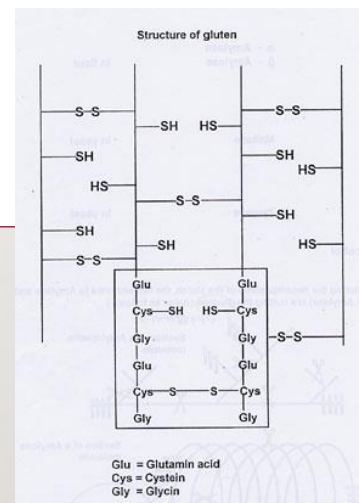 Structure of gluten
S-S S-S
SH HS
SH SH
HS HS
S-S
SH SH
SH HS
S-S
Glu Glu
Cys—SH HS—Cys
Gly Gly
S-S
Glu Glu
Cys—S—S—Cys
Gly Gly
Glu = Glutamin acid
Cys = Cystein
Gly = Glycin